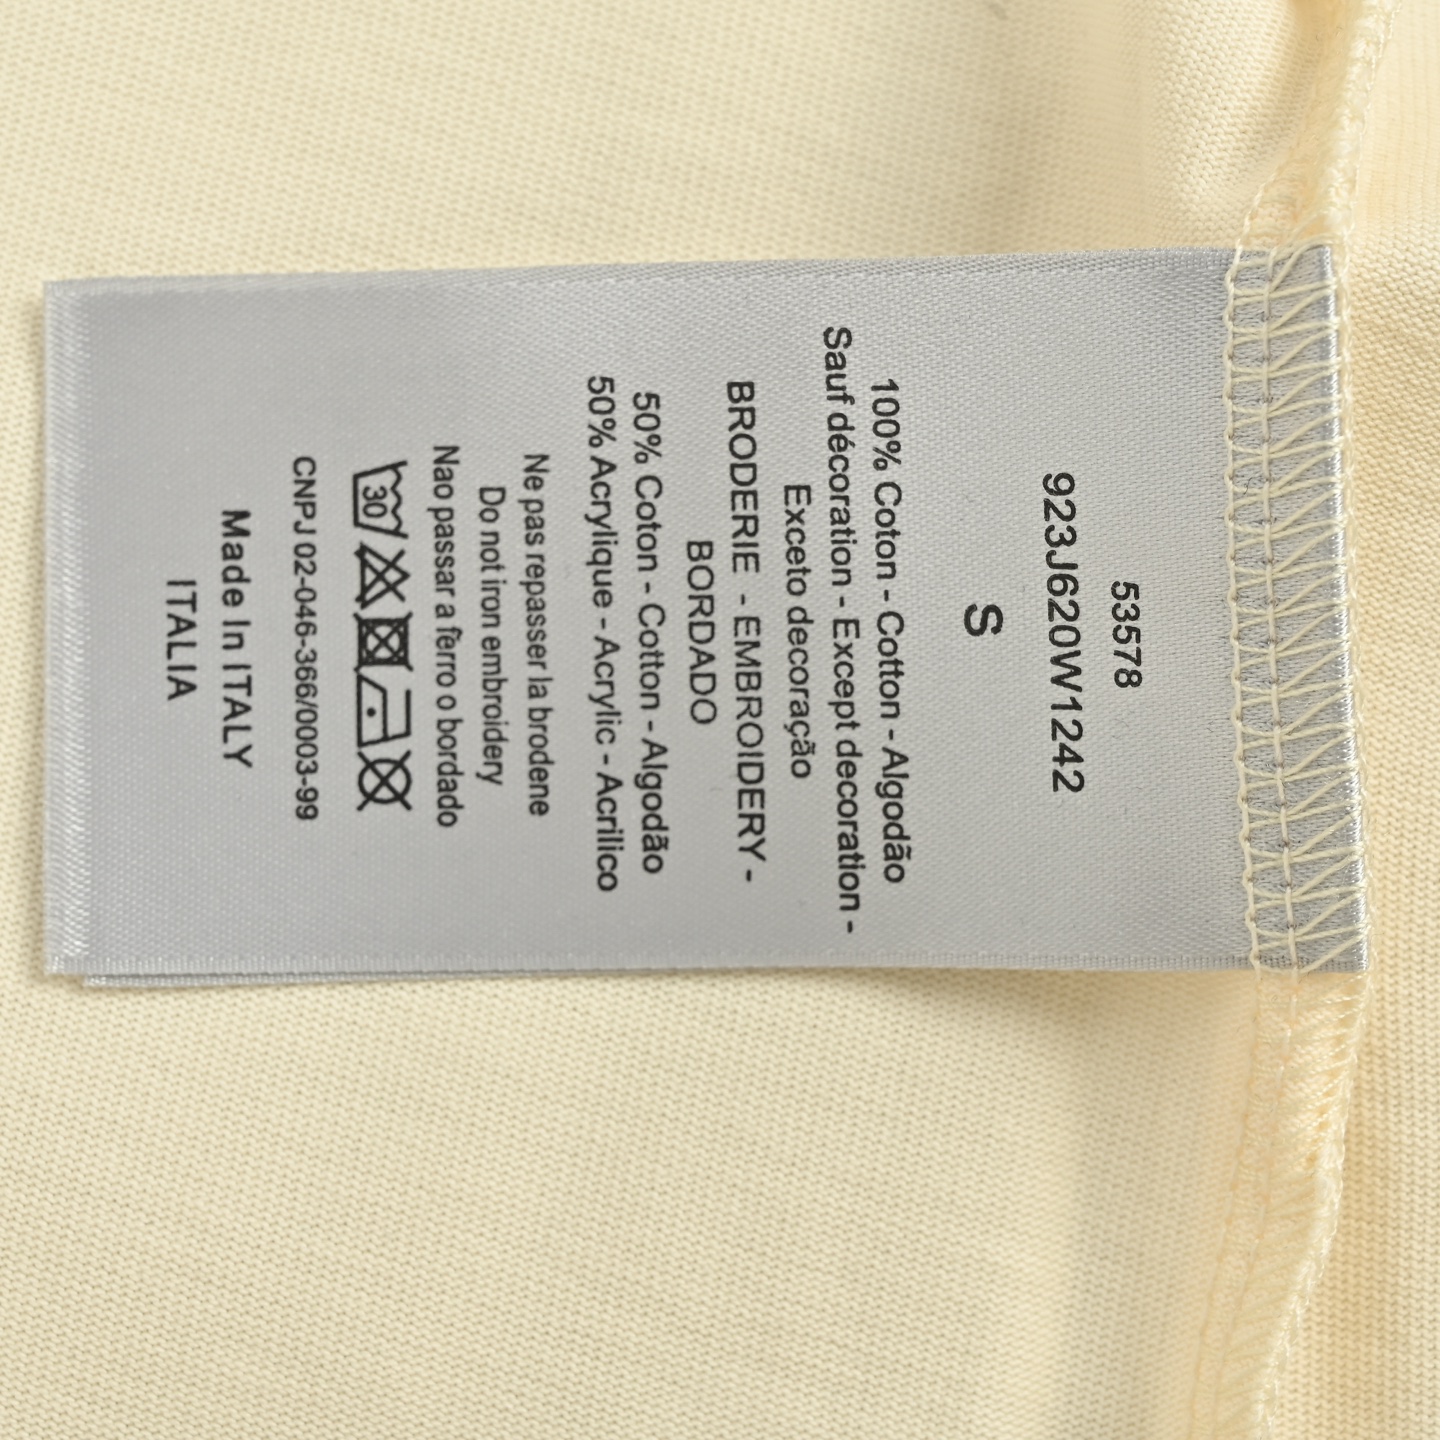 53578
923J620W1242
S
100% Coton - Cotton - Algodão
Sauf décoration - Except decoration -
Exceto decoração
BRODERIE - EMBROIDERY -
BORDADO
50% Coton - Cotton - Algodão
50% Acrylique - Acrylic - Acrilico
Ne pas repasser la brodene
Do not iron embroidery
Nao passar a ferro o bordado
30
CNPJ 02-046-366/0003-99
Made In ITALY
ITALIA